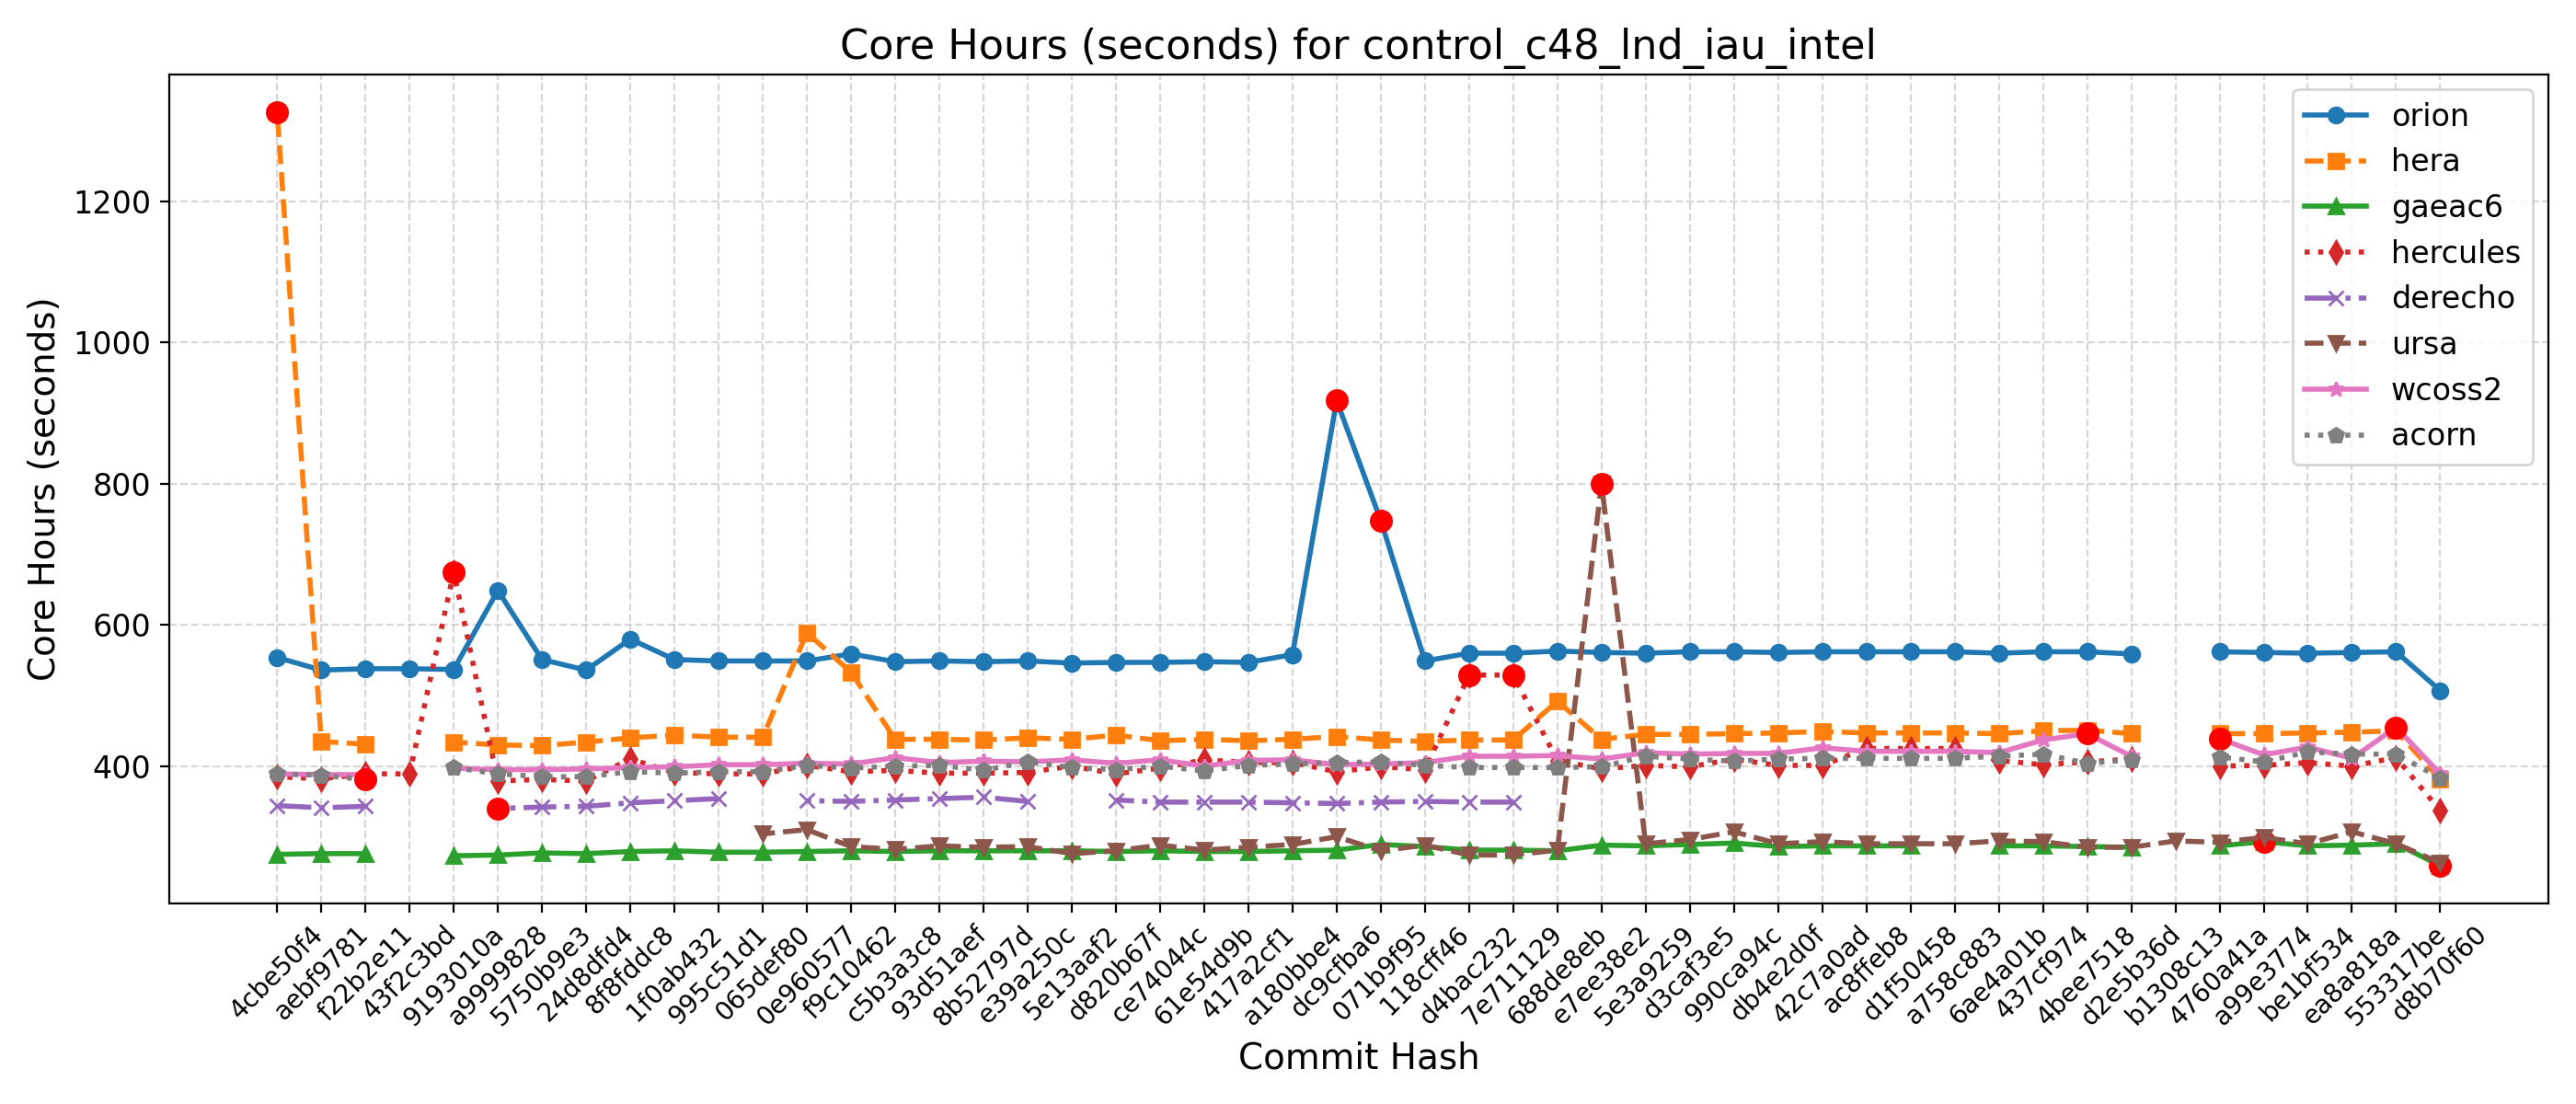 Core Hours (seconds) for control_c48_lnd_iau_intel
Core Hours (seconds)
1200
1000
800
600
400
orion
hera
gaeac6
hercules
derecho
ursa
wcoss2
acorn
4cbe50f4
aebf9781
f22b2e11
43f2c3bd
9193010a
a9999828
5750b9e3
24d8dfd4
8f8fddc8
1f0ab432
995c51d1
065def80
0e960577
f9c10462
c5b3a3c8
93d51aef
8b52797d
e39a250c
5e13aaf2
d820b67f
ce74044c
61e54d9b
417a2cf1
a180bbe4
dc9cfba6
071b9f95
118cff46
d4bac232
7e711129
688de8eb
e7ee38e2
5e3a9259
d3caf3e5
990ca94c
db4e2d0f
42c7a0ad
ac8ffeb8
d1f50458
a758c883
6ae4a01b
437cf974
4bee7518
d2e5b36d
b1308c13
4760a41a
a99e3774
be1bf534
ea8a818a
553317be
d8b70f60
Commit Hash